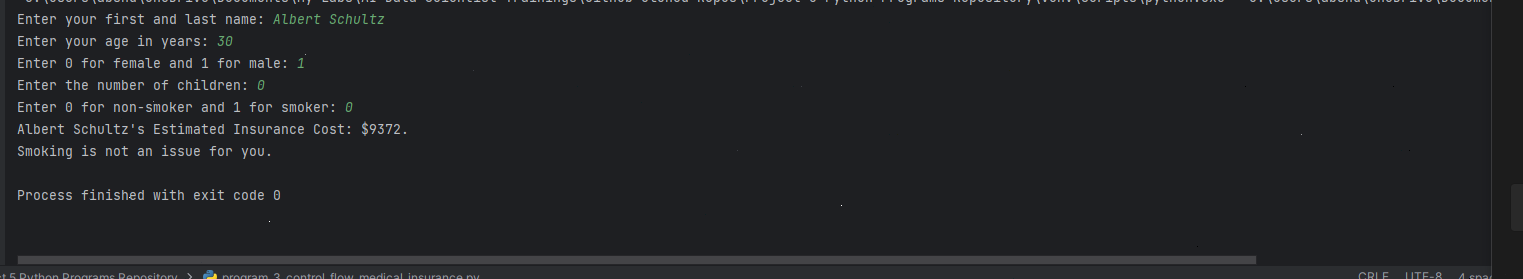 Enter your first and last name: Albert Schultz
Enter your age in years: 30
Enter 0 for female and 1 for male: 1
Enter the number of children: 0
Enter 0 for non-smoker and 1 for smoker: 0
Albert Schultz's Estimated Insurance Cost: $9372.
Smoking is not an issue for you.
Process finished with exit code 0
5 Python Programs Repository > program_3_control_flow_medical_insurance.py CRLF UTF-8 4